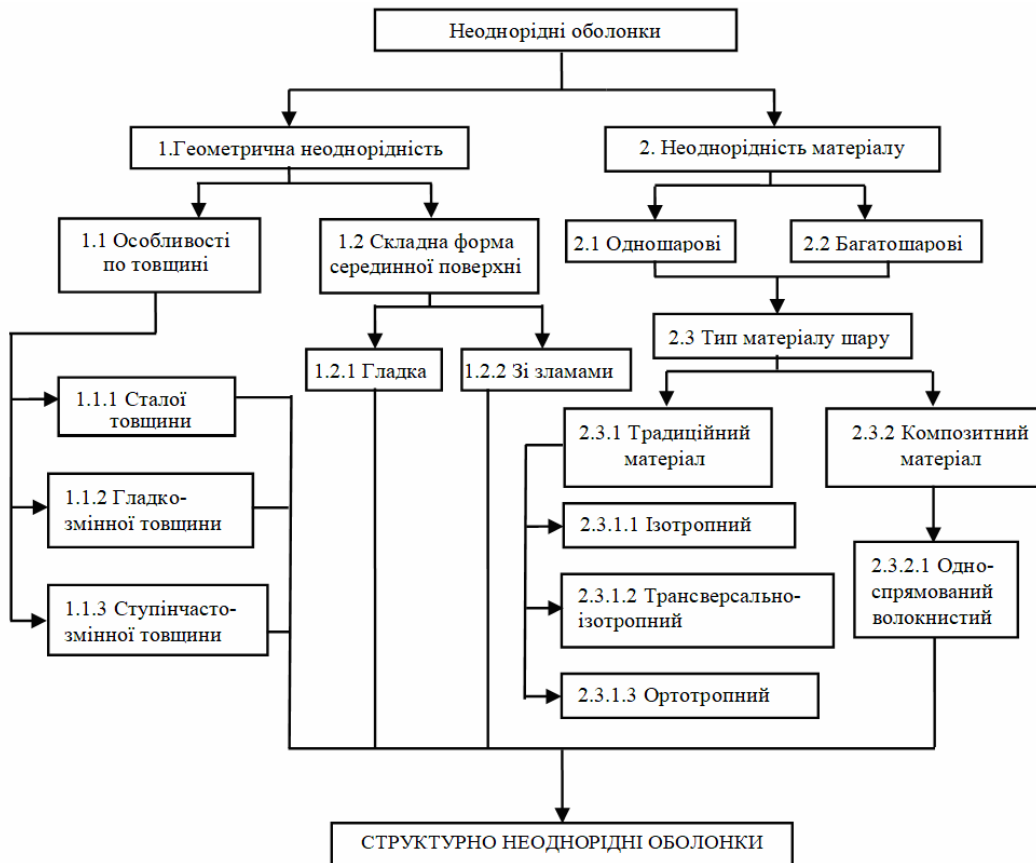 Неоднорідні оболонки
1.Геометрична неоднорідність
2. Неоднорідність матеріалу
1.1 Особливості
по товщині
1.2 Складна форма
серединної поверхні
2.1 Одношарові
2.2 Багатошарові
2.3 Тип матеріалу шару
1.2.1 Гладка
1.2.2 Зі зламами
1.1.1 Сталої
товщини
1.1.2 Гладко-
змінної товщини
1.1.3 Ступінчасто-
змінної товщини
2.3.1 Традиційний
матеріал
2.3.2 Композитний
матеріал
2.3.1.1 Ізотропний
2.3.1.2 Трансверсально-
ізотропний
2.3.1.3 Ортотропний
2.3.2.1 Одно-
спрямований
волокнистий
СТРУКТУРНО НЕОДНОРІДНІ ОБОЛОНКИ